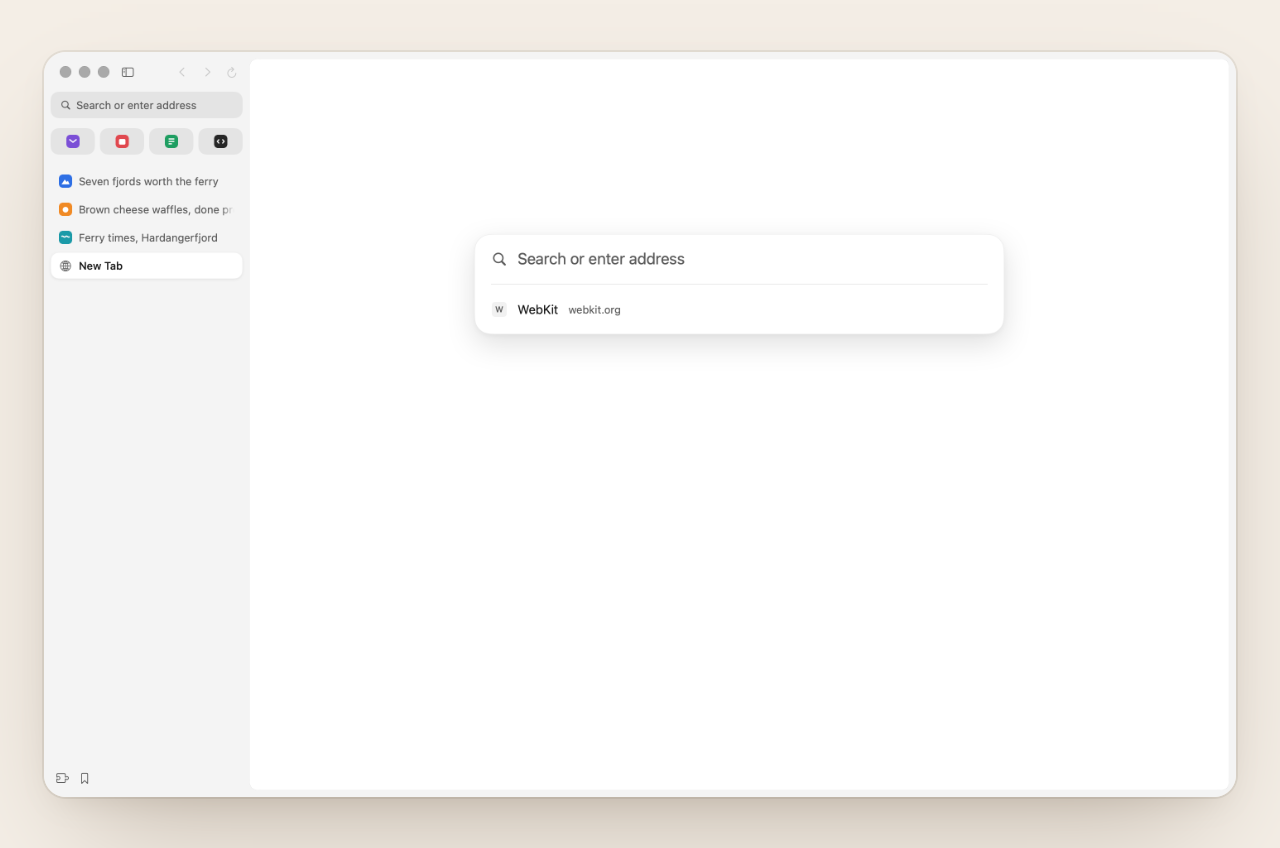 Search or enter address
Seven fjords worth the ferry
Brown cheese waffles, done
Ferry times, Hardangerfjord
New Tab
Search or enter address
W WebKit webkit.org